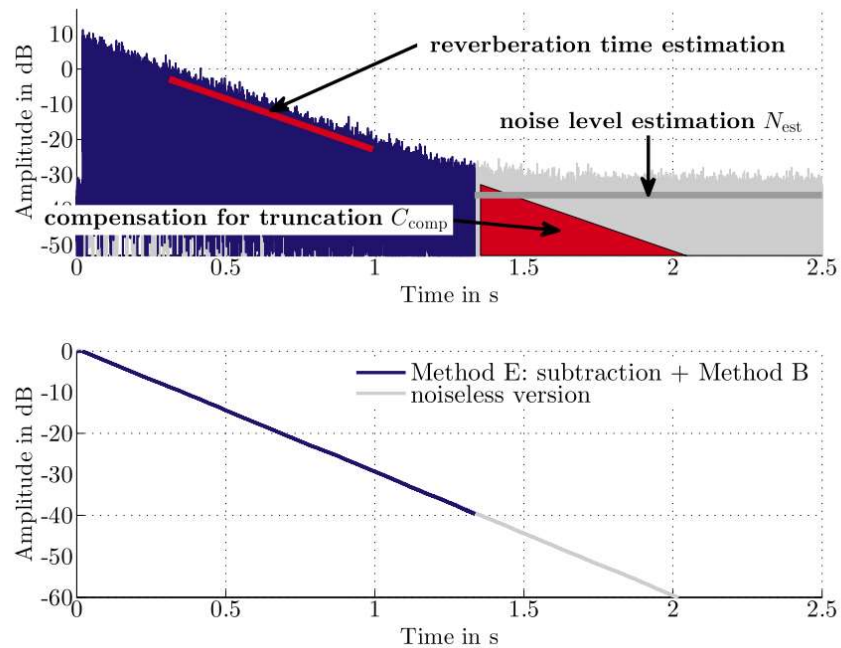 10
0
-10
-20
-30
-50
Amplitude in dB
reverberation time estimation
noise level estimation N_est
compensation for truncation C_comp
0
0.5
1
1.5
2
2.5
Time in s
0
-10
-20
-30
-40
-50
-60
Amplitude in dB
Method E: subtraction + Method B
noiseless version
0
0.5
1
1.5
2
2.5
Time in s